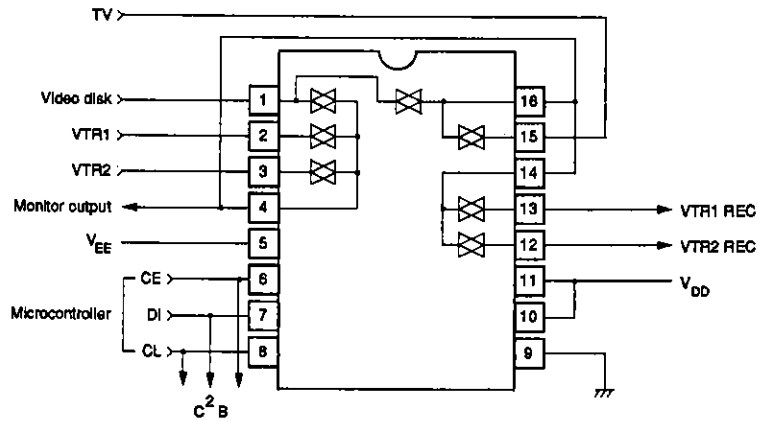 TV
Video disk
VTR1
VTR2
Monitor output
VEE
Microcontroller
CE
DI
CL
C2B
1
2
3
4
5
6
7
8
16
15
14
13
12
11
10
9
VTR1 REC
VTR2 REC
VDD